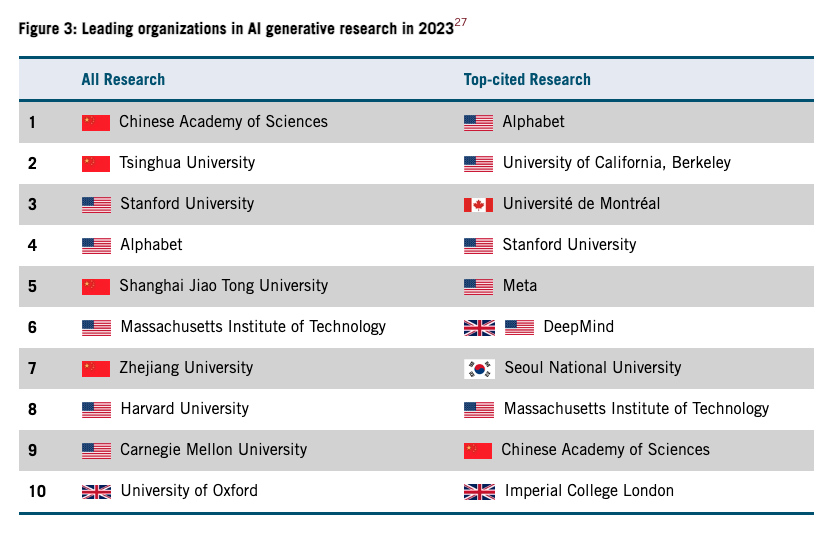 Figure 3: Leading organizations in AI generative research in 202327
All Research Top-cited Research
1 Chinese Academy of Sciences Alphabet
2 Tsinghua University University of California, Berkeley
3 Stanford University Université de Montréal
4 Alphabet Stanford University
5 Shanghai Jiao Tong University Meta
6 Massachusetts Institute of Technology DeepMind
7 Zhejiang University Seoul National University
8 Harvard University Massachusetts Institute of Technology
9 Carnegie Mellon University Chinese Academy of Sciences
10 University of Oxford Imperial College London